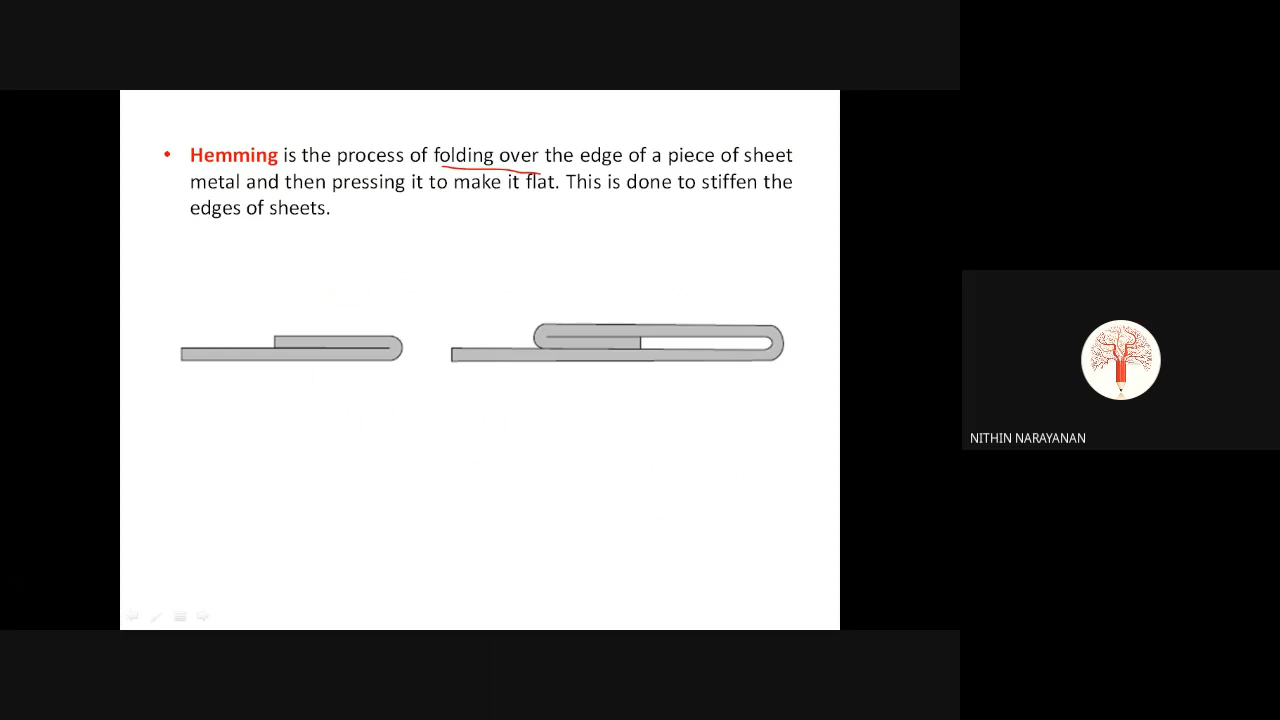 • Hemming is the process of folding over the edge of a piece of sheet
metal and then pressing it to make it flat. This is done to stiffen the
edges of sheets.
NITHIN NARAYANAN